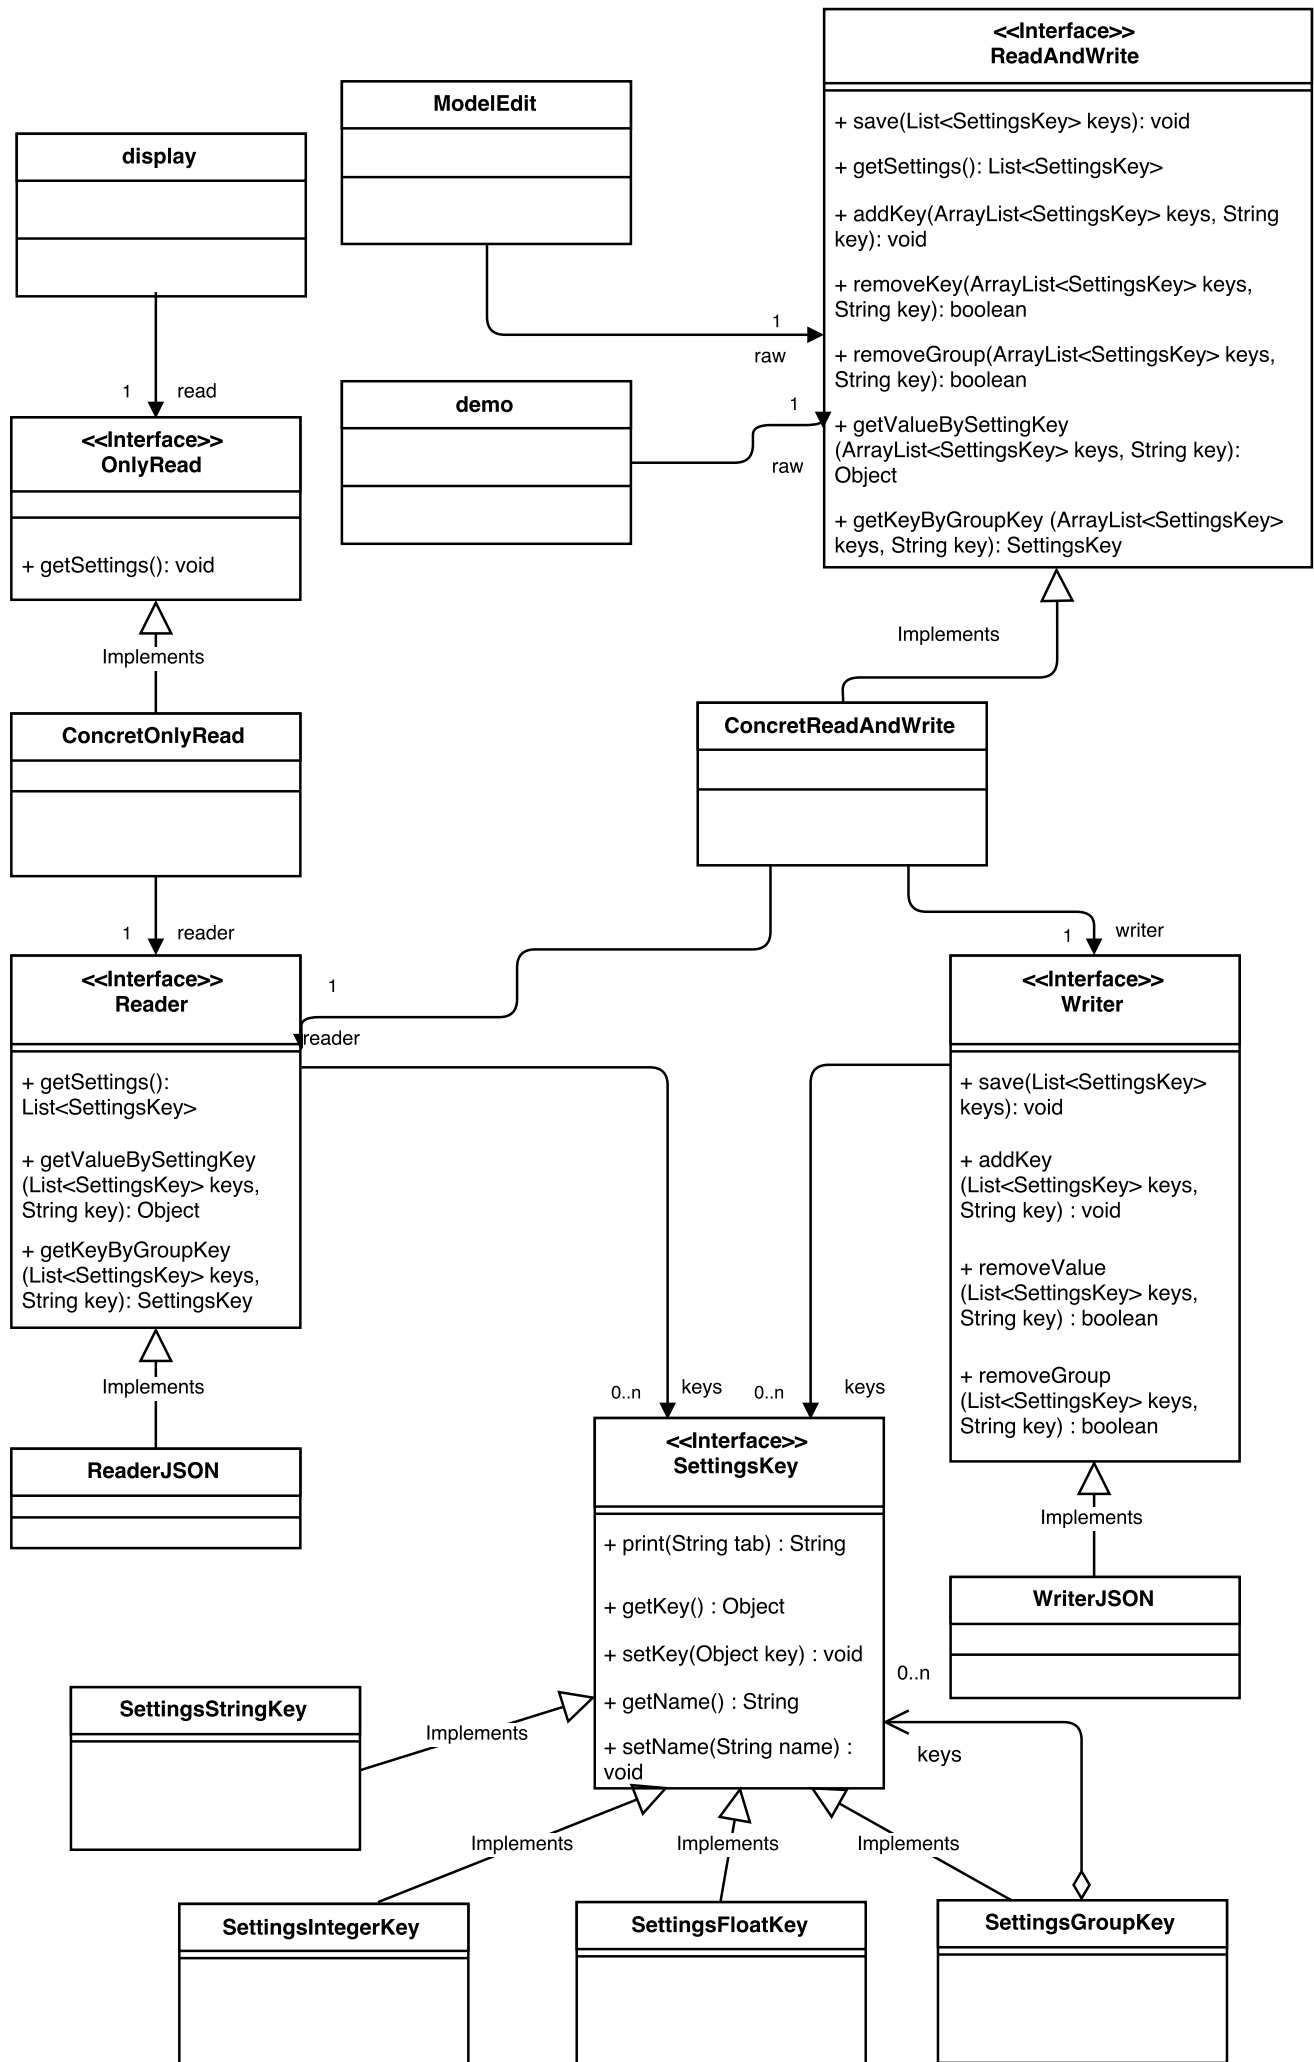 <<Interface>>
ReadAndWrite
+ save(List<SettingsKey> keys): void
+ getSettings(): List<SettingsKey>
+ addKey(ArrayList<SettingsKey> keys, String
key): void
+ removeKey(ArrayList<SettingsKey> keys,
String key): boolean
+ removeGroup(ArrayList<SettingsKey> keys,
String key): boolean
+ getValueBySettingKey
(ArrayList<SettingsKey> keys, String key):
Object
+ getKeyByGroupKey (ArrayList<SettingsKey>
keys, String key): SettingsKey
ModelEdit
1
raw
display
1
read
demo
1
raw
<<Interface>>
OnlyRead
+ getSettings(): void
Implements
Implements
ConcretOnlyRead
ConcretReadAndWrite
1
reader
1
reader
1
writer
<<Interface>>
Reader
+ getSettings():
List<SettingsKey>
+ getValueBySettingKey
(List<SettingsKey> keys,
String key): Object
+ getKeyByGroupKey
(List<SettingsKey> keys,
String key): SettingsKey
<<Interface>>
Writer
+ save(List<SettingsKey>
keys): void
+ addKey
(List<SettingsKey> keys,
String key) : void
+ removeValue
(List<SettingsKey> keys,
String key) : boolean
+ removeGroup
(List<SettingsKey> keys,
String key) : boolean
Implements
0..n
keys
0..n
keys
ReaderJSON
<<Interface>>
SettingsKey
+ print(String tab) : String
+ getKey() : Object
+ setKey(Object key) : void
+ getName() : String
+ setName(String name) :
void
Implements
WriterJSON
0..n
keys
SettingsStringKey
Implements
Implements
Implements
Implements
SettingsIntegerKey
SettingsFloatKey
SettingsGroupKey